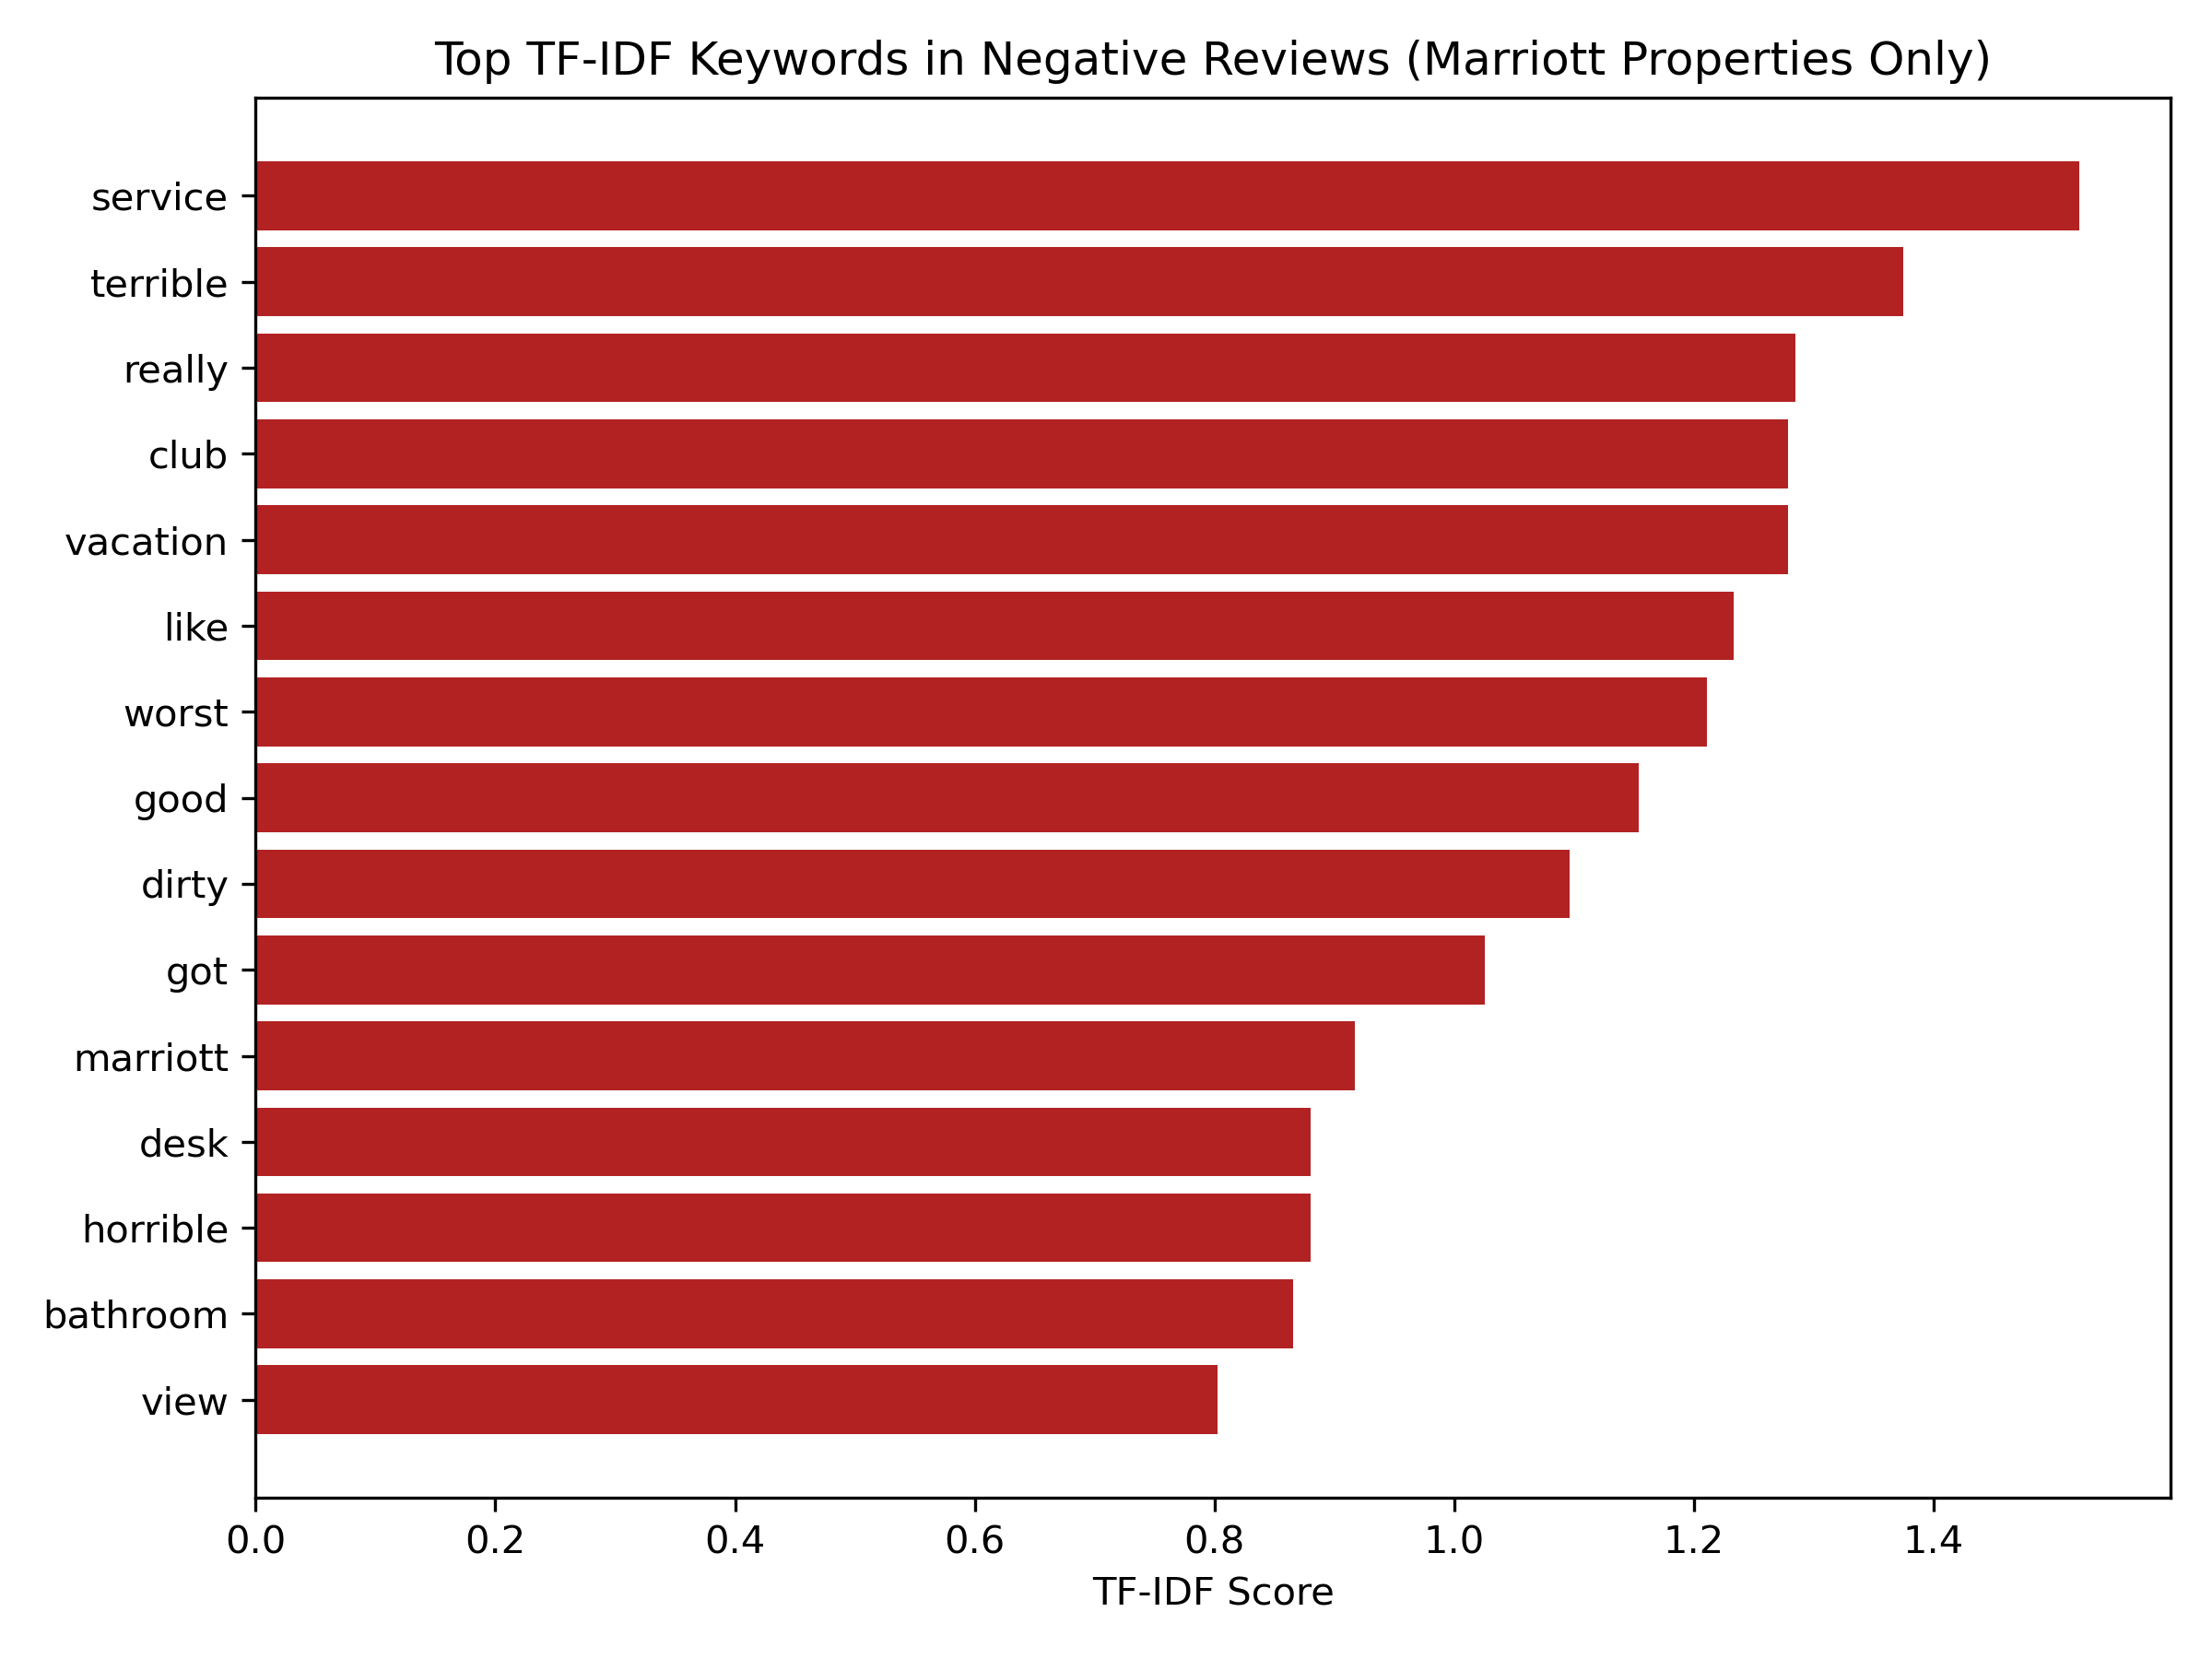 Top TF-IDF Keywords in Negative Reviews (Marriott Properties Only)
service
terrible
really
club
vacation
like
worst
good
dirty
got
marriott
desk
horrible
bathroom
view
0.0 0.2 0.4 0.6 0.8 1.0 1.2 1.4
TF-IDF Score